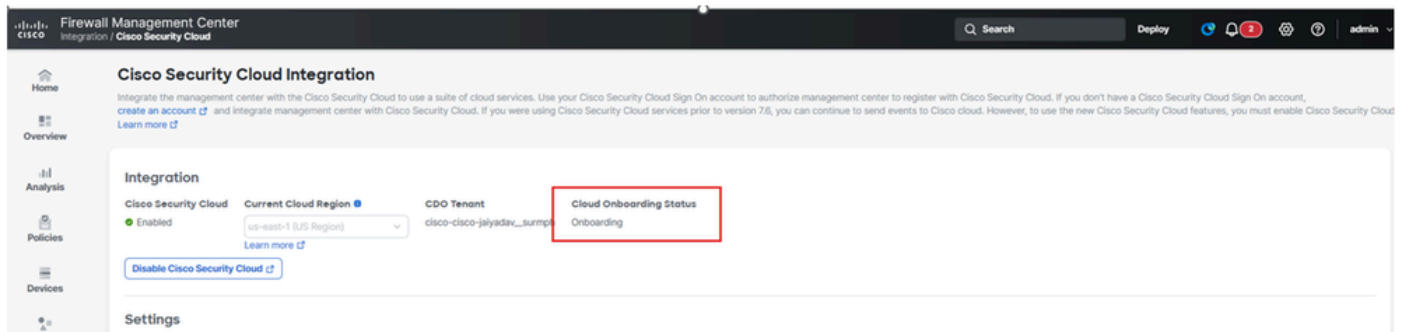 CISCO
Firewall Management Center
Integration / Cisco Security Cloud
Search
Deploy
2
admin
Home
Overview
Analysis
Policies
Devices
Cisco Security Cloud Integration
Integrate the management center with the Cisco Security Cloud to use a suite of cloud services. Use your Cisco Security Cloud Sign On account to authorize management center to register with Cisco Security Cloud. If you don't have a Cisco Security Cloud Sign On account,
create an account and integrate management center with Cisco Security Cloud. If you were using Cisco Security Cloud services prior to version 7.6, you can continue to send events to Cisco cloud. However, to use the new Cisco Security Cloud features, you must enable Cisco Security Cloud
Learn more
Integration
Cisco Security Cloud Current Cloud Region CDO Tenant Cloud Onboarding Status
Enabled us-east-1 (US Region) cisco-cisco-jaiyadav__surmp Onboarding
Learn more
Disable Cisco Security Cloud
Settings